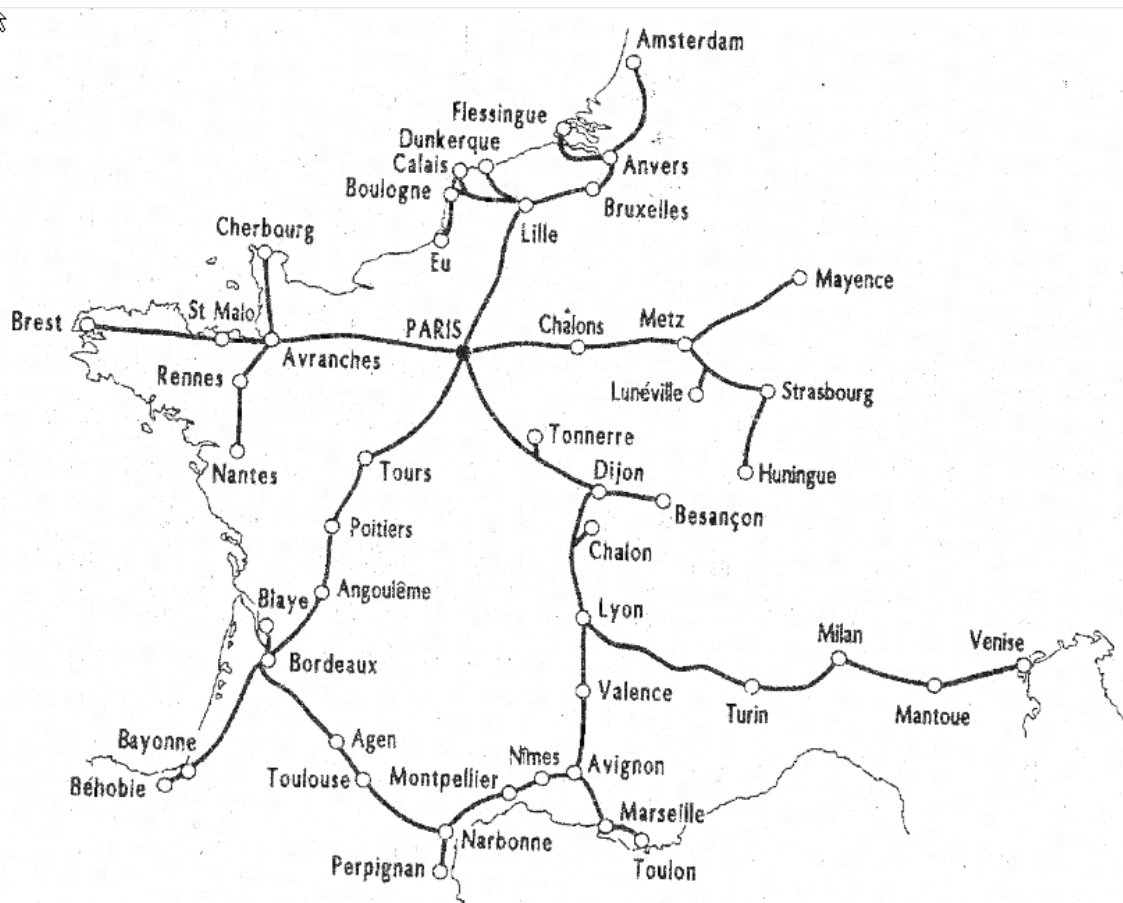 Amsterdam
Flessingue
Dunkerque
Calais
Anvers
Boulogne
Bruxelles
Cherbourg
Lille
Eu
Mayence
St Malo
Brest
PARIS
Châlons
Metz
Avranches
Rennes
Lunéville
Strasbourg
Tonnerre
Nantes
Tours
Dijon
Huningue
Besançon
Poitiers
Chalon
Angoulême
Blaye
Lyon
Milan
Venise
Bordeaux
Valence
Turin
Mantoue
Bayonne
Agen
Nîmes
Avignon
Béhobie
Toulouse
Montpellier
Marseille
Narbonne
Perpignan
Toulon